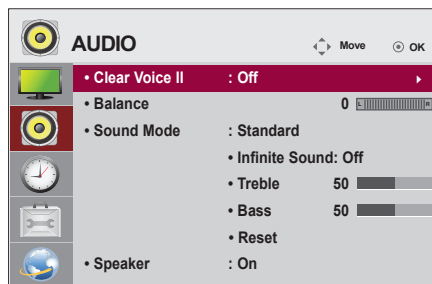 AUDIO Move OK
• Clear Voice II : Off
• Balance 0 L R
• Sound Mode : Standard
• Infinite Sound: Off
• Treble 50
• Bass 50
• Reset
• Speaker : On